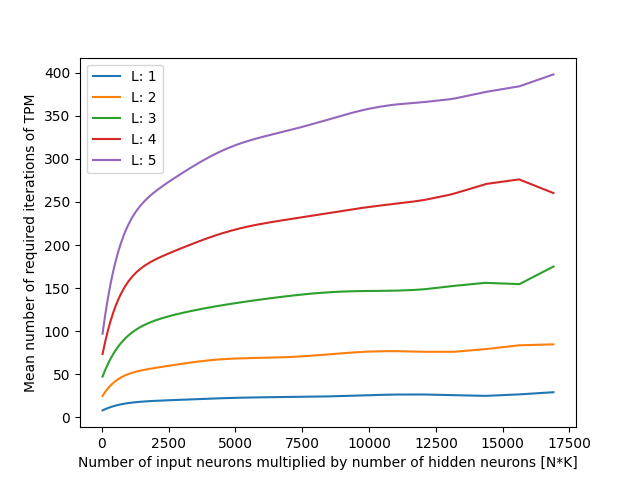 400
350
300
250
200
150
100
50
0
Mean number of required iterations of TPM
L: 1
L: 2
L: 3
L: 4
L: 5
0 2500 5000 7500 10000 12500 15000 17500
Number of input neurons multiplied by number of hidden neurons [N*K]